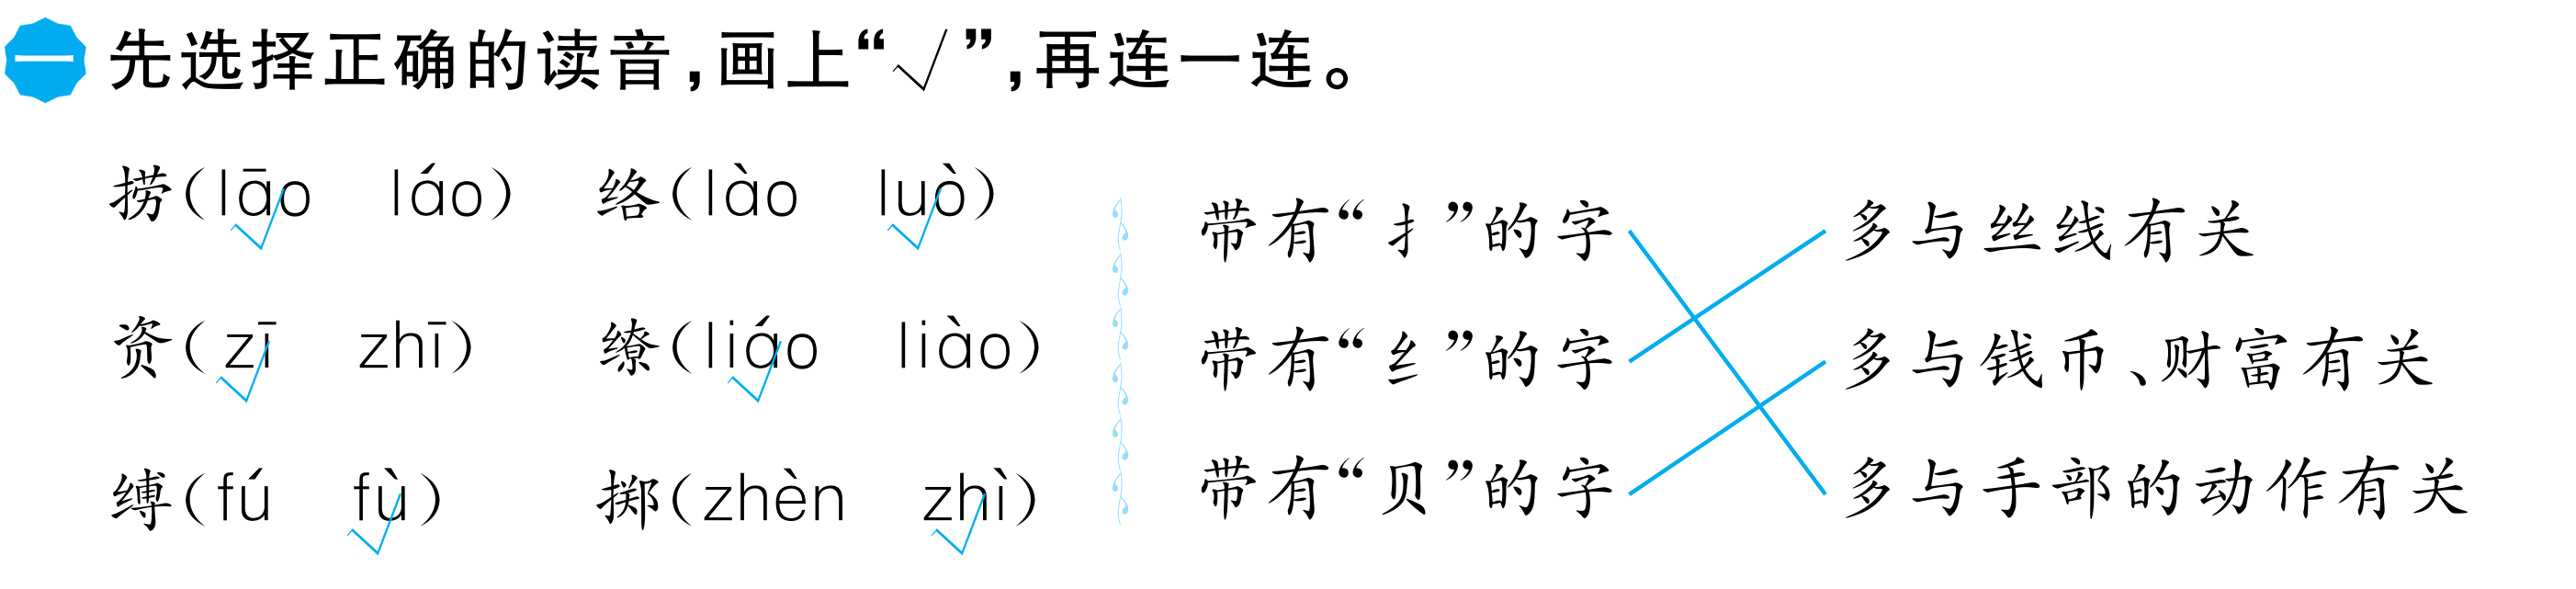 一 先选择正确的读音,画上“√”,再连一连。
捞(lāo√ láo) 络(lào luò√)
资(zī√ zhī) 缭(liáo√ liào)
缚(fú fù√) 掷(zhèn zhì√)
带有“扌”的字 多与丝线有关
带有“纟”的字 多与钱币、财富有关
带有“贝”的字 多与手部的动作有关